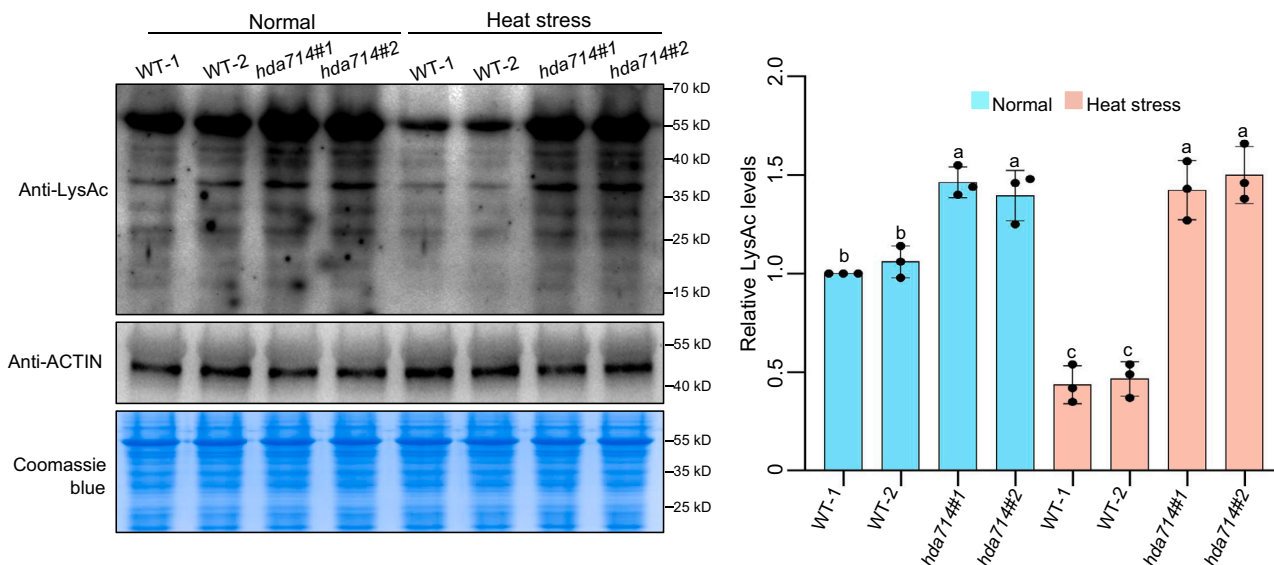 Normal Heat stress
WT-1 WT-2 hda714#1 hda714#2 WT-1 WT-2 hda714#1 hda714#2
Anti-LysAc
70 kD
55 kD
40 kD
35 kD
25 kD
15 kD
Anti-ACTIN
55 kD
40 kD
Coomassie
blue
55 kD
35 kD
25 kD
Relative LysAc levels
2.0
1.5
1.0
0.5
0
Normal Heat stress
b b a a c c a a
WT-1 WT-2 hda714#1 hda714#2 WT-1 WT-2 hda714#1 hda714#2